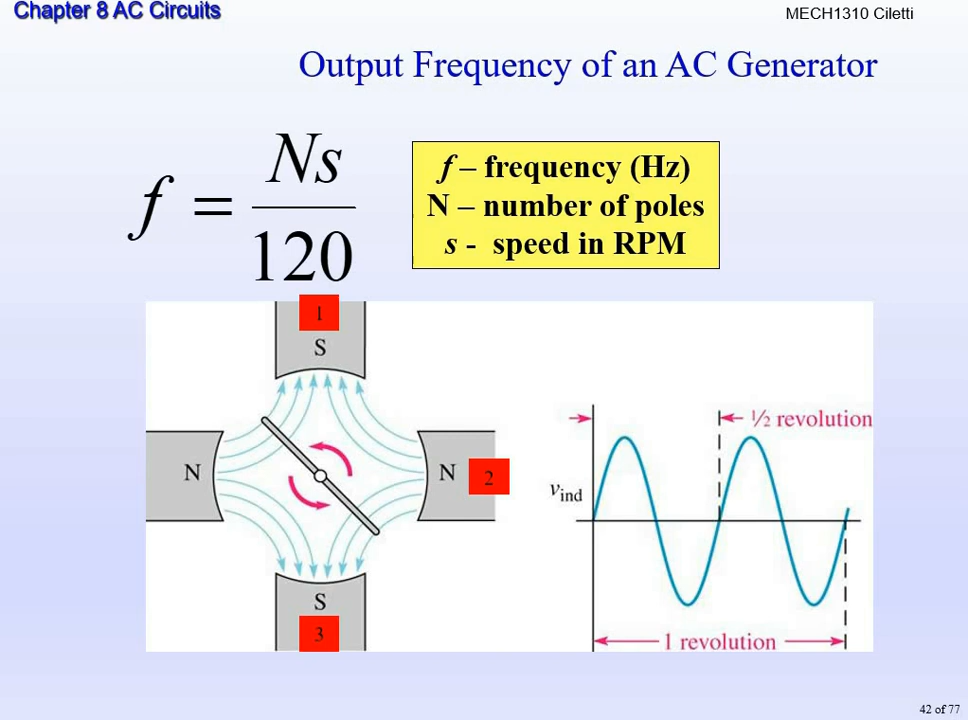 Chapter 8 AC Circuits
MECH1310 Ciletti
Output Frequency of an AC Generator
f = Ns / 120
f – frequency (Hz)
N – number of poles
s - speed in RPM
1
S
N
N
2
S
3
½ revolution
vind
1 revolution
42 of 77